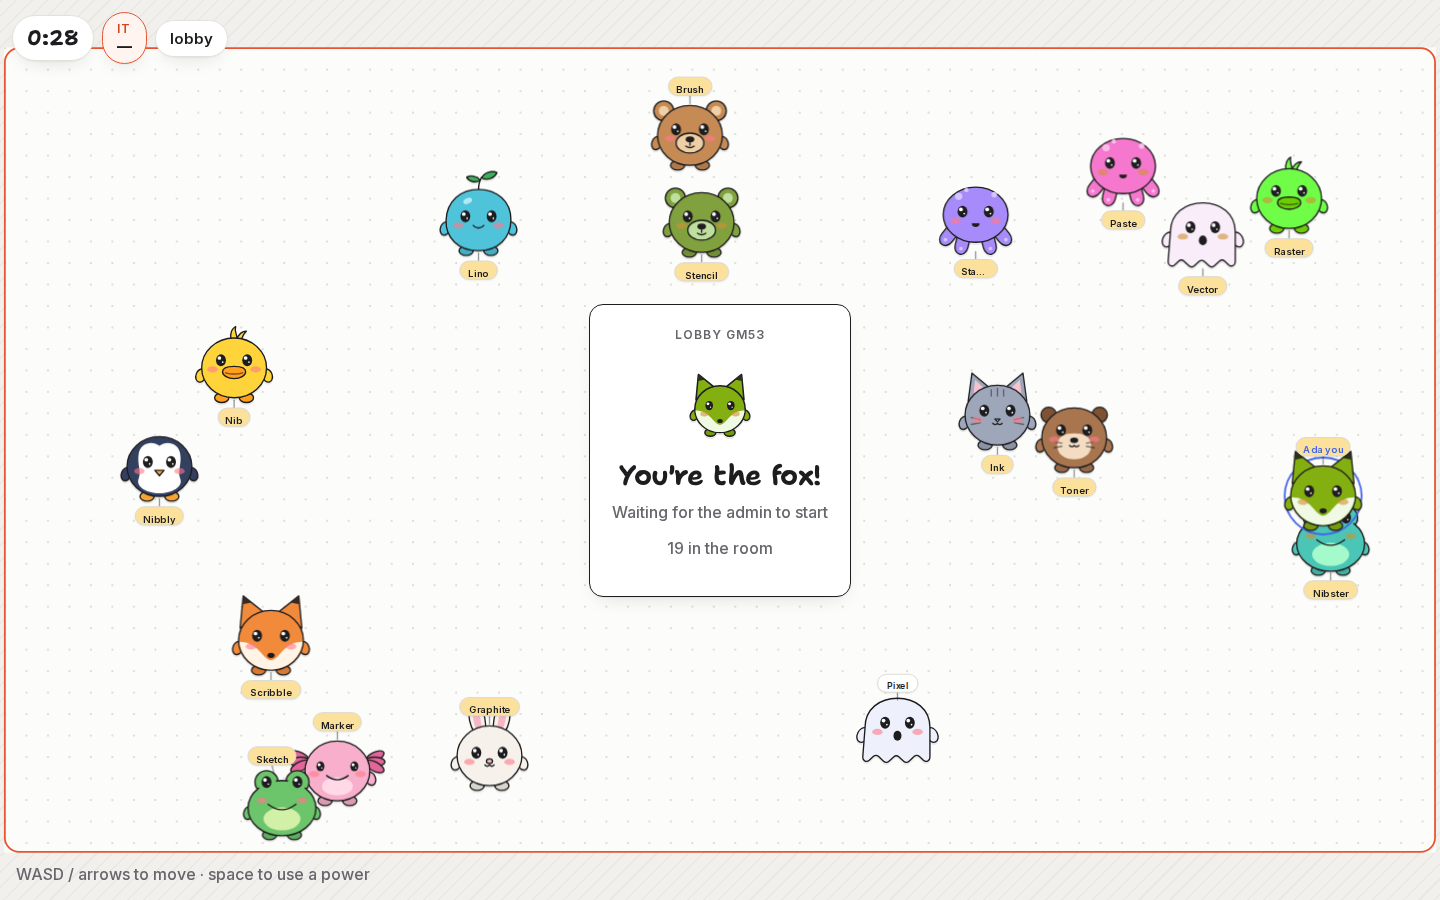 0:28
IT
—
lobby
Brush
Stencil
Lino
Sta...
Paste
Vector
Raster
Nib
Nibbly
LOBBY GM53
You're the fox!
Waiting for the admin to start
19 in the room
Ink
Toner
Ada you
Nibster
Scribble
Marker
Sketch
Graphite
Pixel
WASD / arrows to move · space to use a power